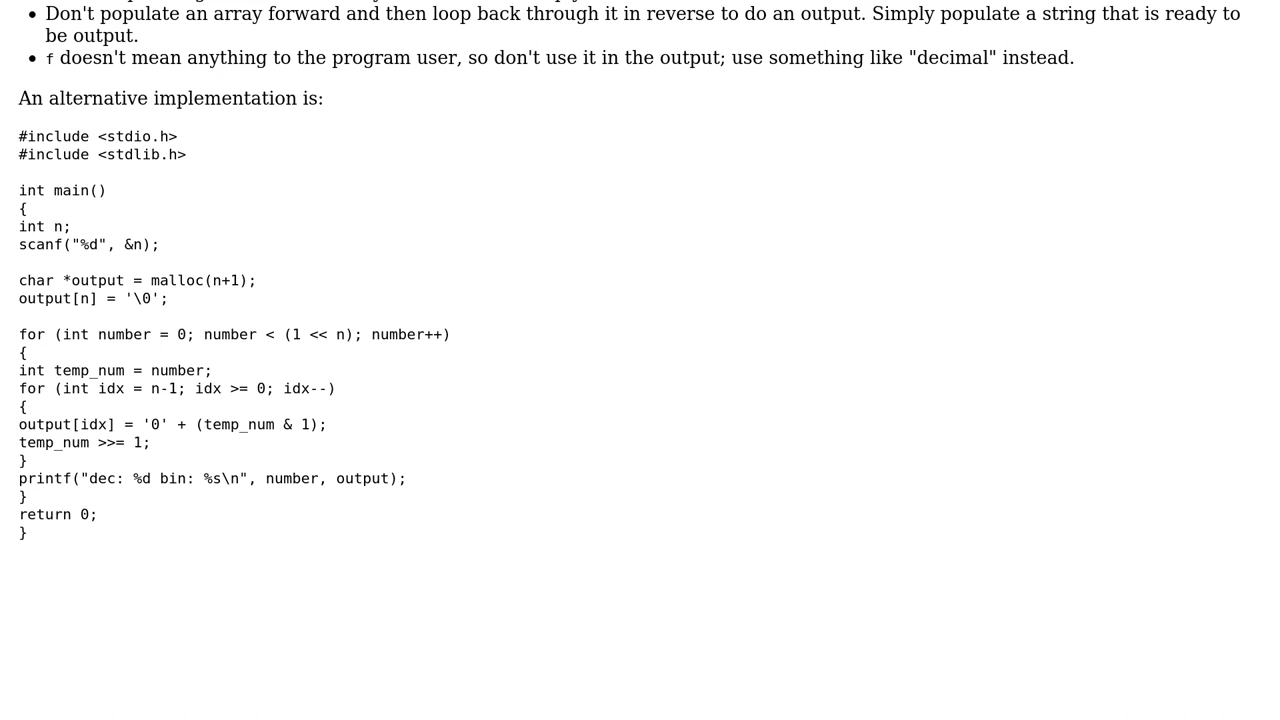 Don't populate an array forward and then loop back through it in reverse to do an output. Simply populate a string that is ready to
be output.
f doesn't mean anything to the program user, so don't use it in the output; use something like "decimal" instead.
An alternative implementation is:
#include <stdio.h>
#include <stdlib.h>
int main()
{
int n;
scanf("%d", &n);
char *output = malloc(n+1);
output[n] = '\0';
for (int number = 0; number < (1 << n); number++)
{
int temp_num = number;
for (int idx = n-1; idx >= 0; idx--)
{
output[idx] = '0' + (temp_num & 1);
temp_num >>= 1;
}
printf("dec: %d bin: %s\n", number, output);
}
return 0;
}